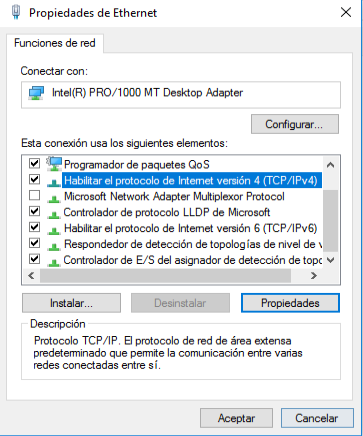 Propiedades de Ethernet
Funciones de red
Conectar con:
Intel(R) PRO/1000 MT Desktop Adapter
Configurar...
Esta conexión usa los siguientes elementos:
Programador de paquetes QoS
Habilitar el protocolo de Internet versión 4 (TCP/IPv4)
Microsoft Network Adapter Multiplexor Protocol
Controlador de protocolo LLDP de Microsoft
Habilitar el protocolo de Internet versión 6 (TCP/IPv6)
Respondedor de detección de topologías de nivel de v
Controlador de E/S del asignador de detección de topo
Instalar...
Desinstalar
Propiedades
Descripción
Protocolo TCP/IP. El protocolo de red de área extensa
predeterminado que permite la comunicación entre varias
redes conectadas entre sí.
Aceptar
Cancelar